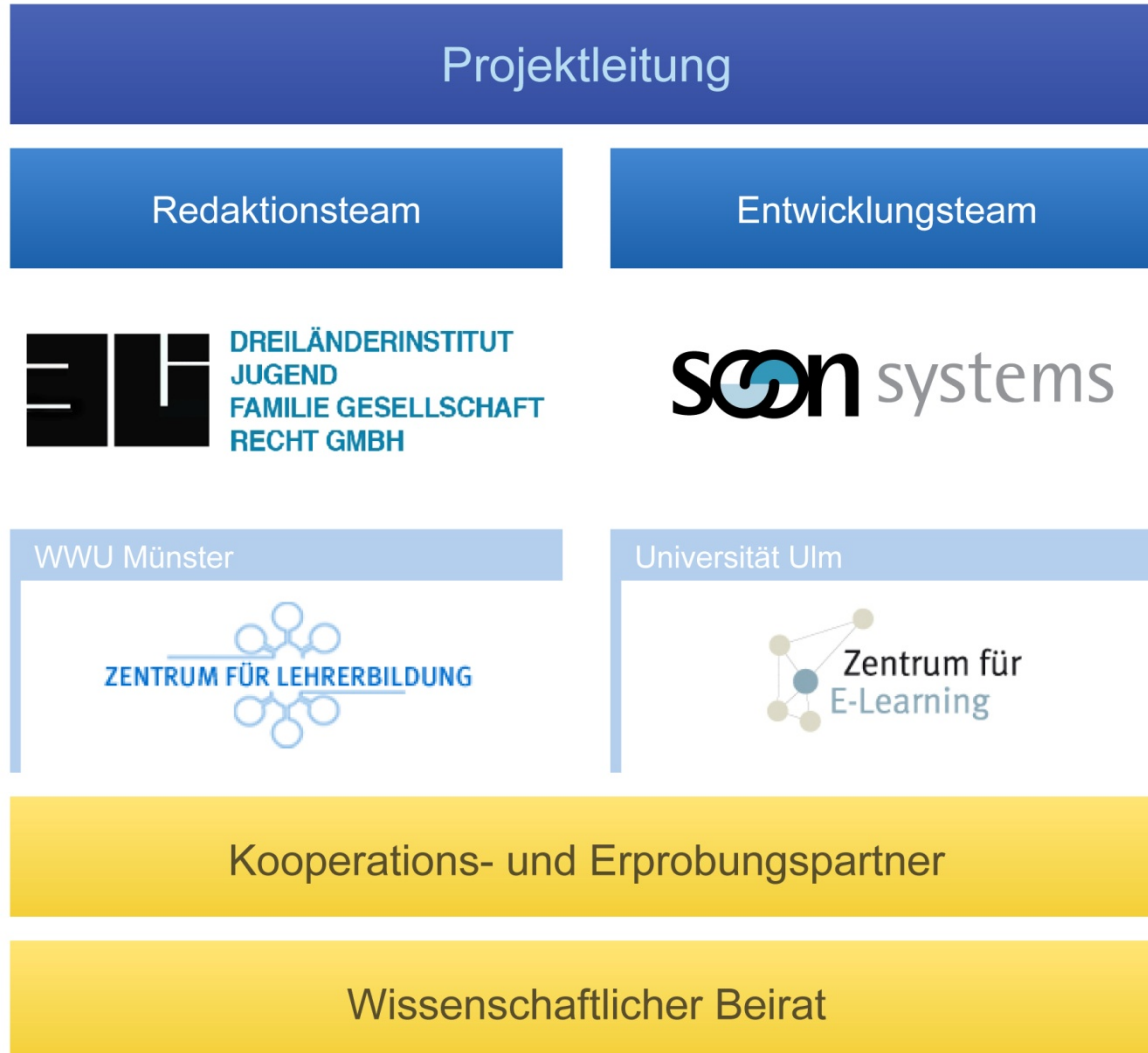 Projektleitung
Redaktionsteam
Entwicklungsteam
3Li
DREILÄNDERINSTITUT
JUGEND
FAMILIE GESELLSCHAFT
RECHT GMBH
soon systems
WWU Münster
ZENTRUM FÜR LEHRERBILDUNG
Universität Ulm
Zentrum für
E-Learning
Kooperations- und Erprobungspartner
Wissenschaftlicher Beirat